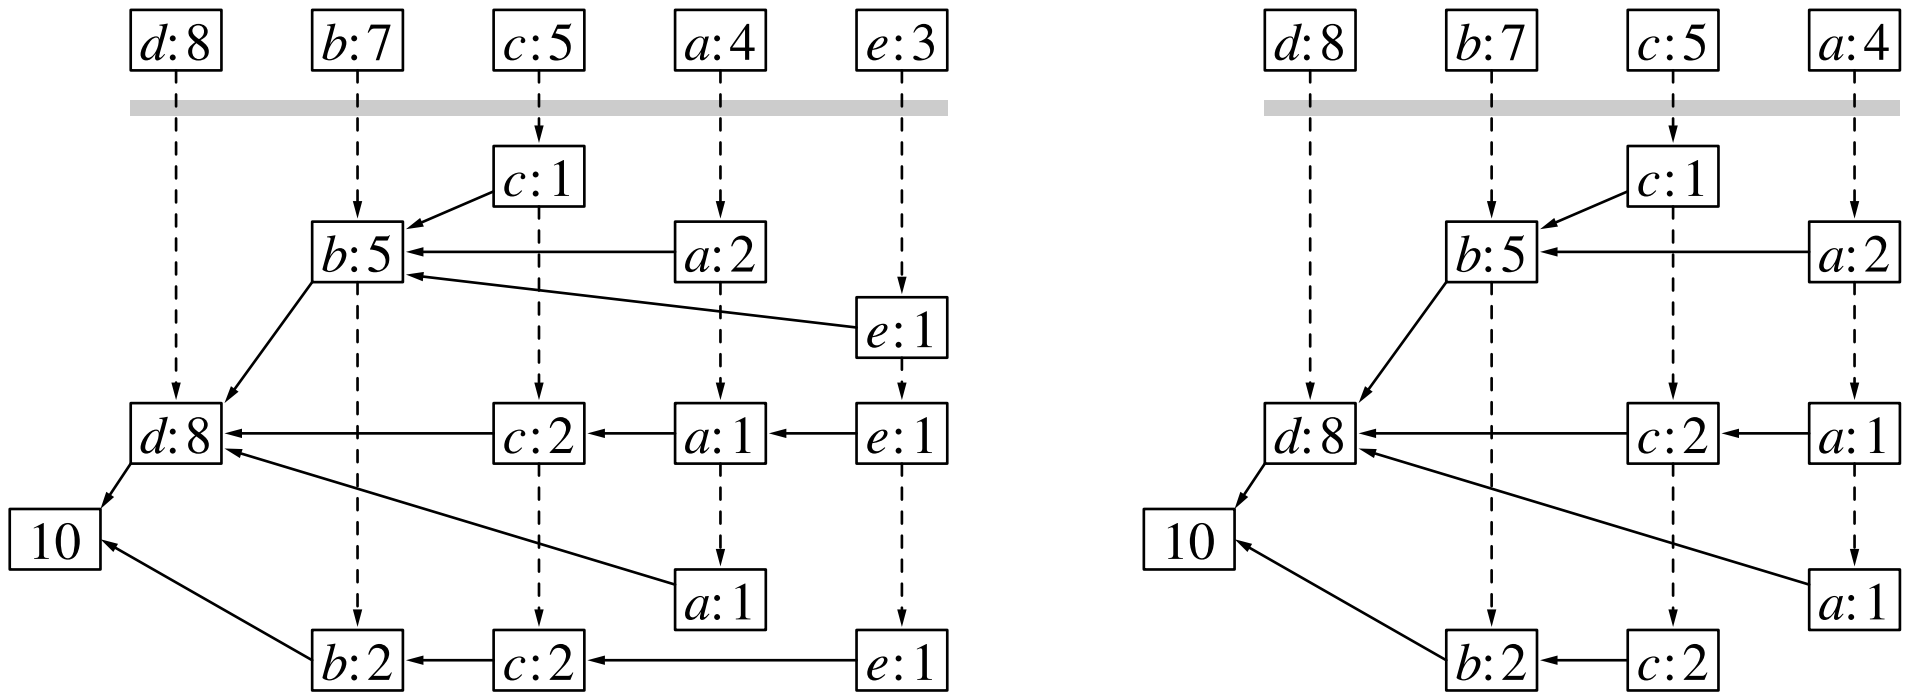 d:8 b:7 c:5 a:4 e:3 d:8 b:7 c:5 a:4
c:1 c:1
b:5 a:2 b:5 a:2
e:1
d:8 c:2 a:1 e:1 d:8 c:2 a:1
10 10
a:1 a:1
b:2 c:2 e:1 b:2 c:2